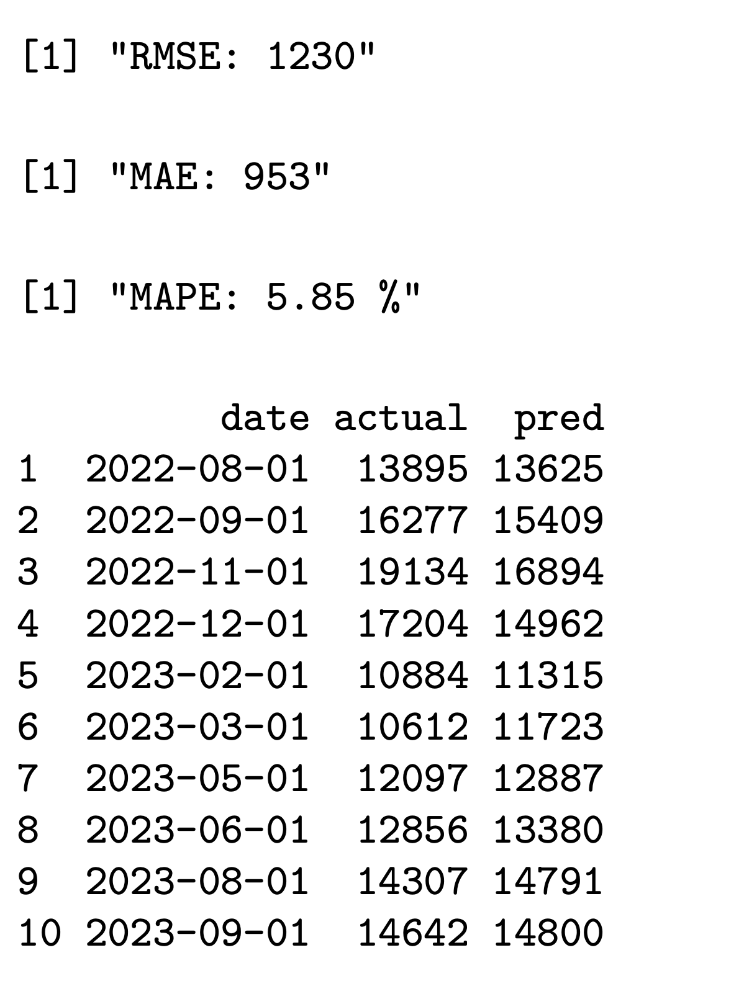 [1] "RMSE: 1230"
[1] "MAE: 953"
[1] "MAPE: 5.85 %"
date actual pred
1 2022-08-01 13895 13625
2 2022-09-01 16277 15409
3 2022-11-01 19134 16894
4 2022-12-01 17204 14962
5 2023-02-01 10884 11315
6 2023-03-01 10612 11723
7 2023-05-01 12097 12887
8 2023-06-01 12856 13380
9 2023-08-01 14307 14791
10 2023-09-01 14642 14800